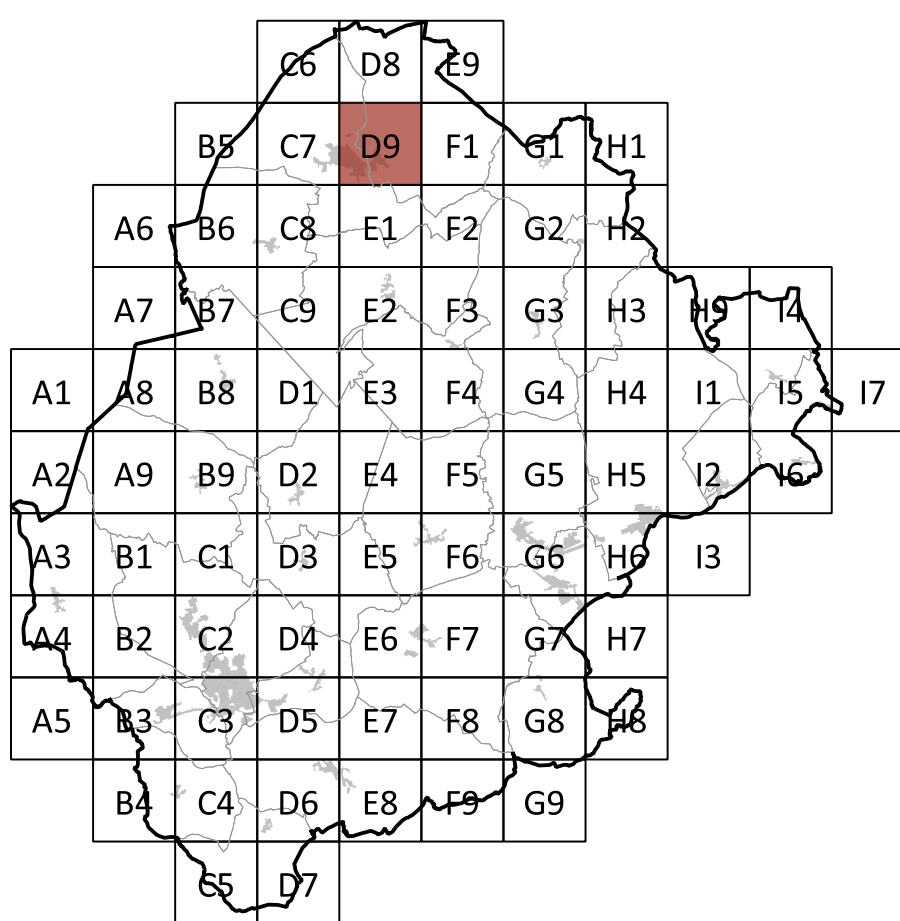 C6 D8 E9
B5 C7 D9 F1 G1 H1
A6 B6 C8 E1 F2 G2 H2
A7 B7 C9 E2 F3 G3 H3 H9 I4
A1 A8 B8 D1 E3 F4 G4 H4 I1 I5 I7
A2 A9 B9 D2 E4 F5 G5 H5 I2 I6
A3 B1 C1 D3 E5 F6 G6 H6 I3
A4 B2 C2 D4 E6 F7 G7 H7
A5 B3 C3 D5 E7 F8 G8 H8
B4 C4 D6 E8 F9 G9
C5 D7